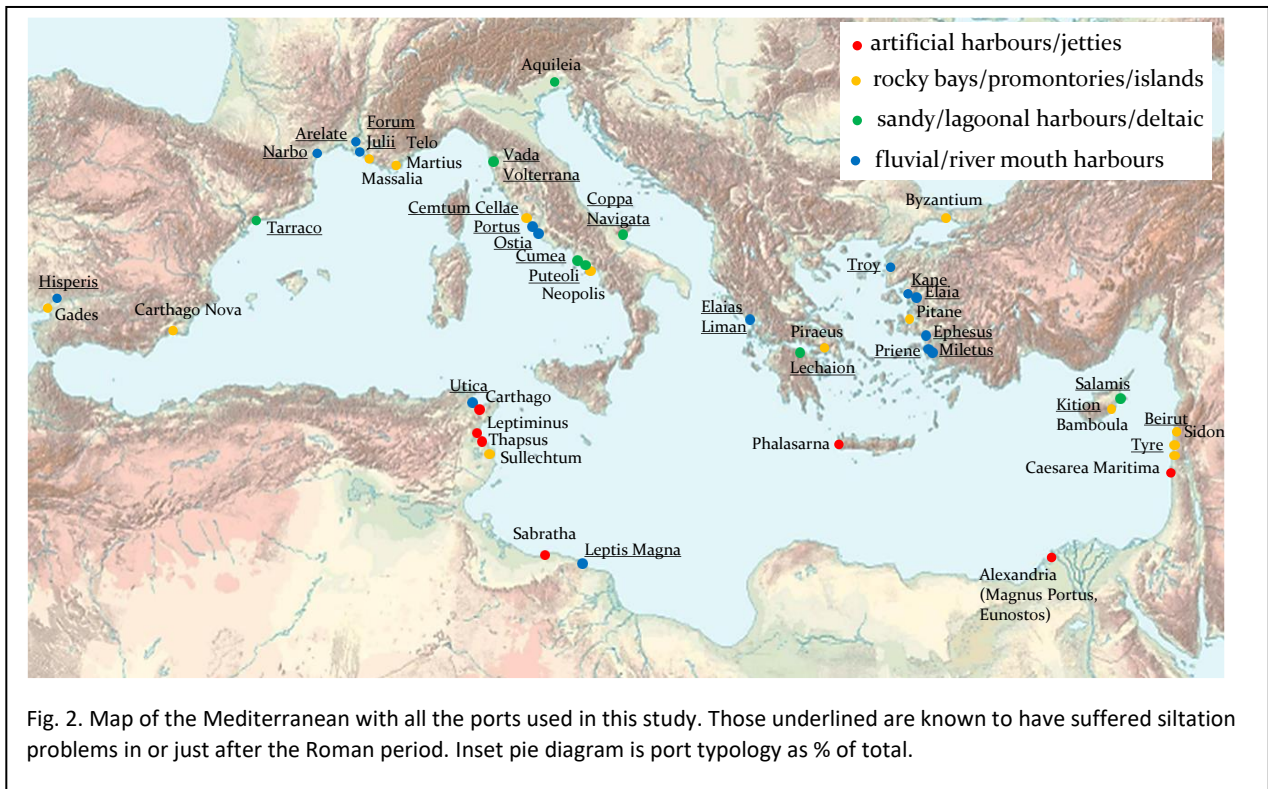 artificial harbours/jetties
rocky bays/promontories/islands
sandy/lagoonal harbours/deltaic
fluvial/river mouth harbours
Aquileia
Arelate
Forum
Julii
Telo
Martius
Narbo
Massalia
Vada
Volterrana
Coppa
Navigata
Cemtum Cellae
Portus
Ostia
Cumea
Puteoli
Neopolis
Tarraco
Hisperis
Gades
Carthago Nova
Byzantium
Troy
Kane
Elaia
Pitane
Ephesus
Priene
Miletus
Elaias
Liman
Piraeus
Lechaion
Utica
Carthago
Leptiminus
Thapsus
Sullechtum
Phalasarna
Salamis
Kition
Bamboula
Beirut
Sidon
Tyre
Caesarea Maritima
Sabratha
Leptis Magna
Alexandria
(Magnus Portus,
Eunostos)
Fig. 2. Map of the Mediterranean with all the ports used in this study. Those underlined are known to have suffered siltation
problems in or just after the Roman period. Inset pie diagram is port typology as % of total.